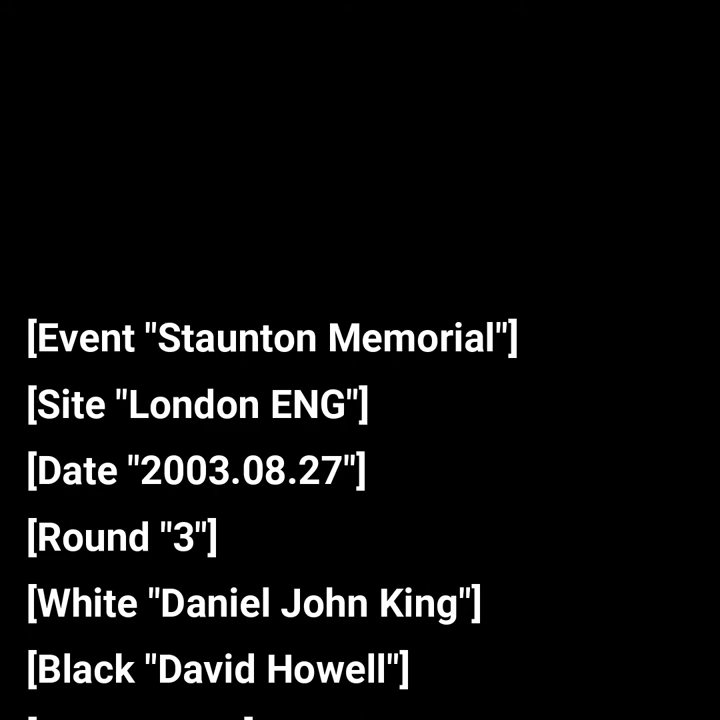 [Event "Staunton Memorial"]
[Site "London ENG"]
[Date "2003.08.27"]
[Round "3"]
[White "Daniel John King"]
[Black "David Howell"]